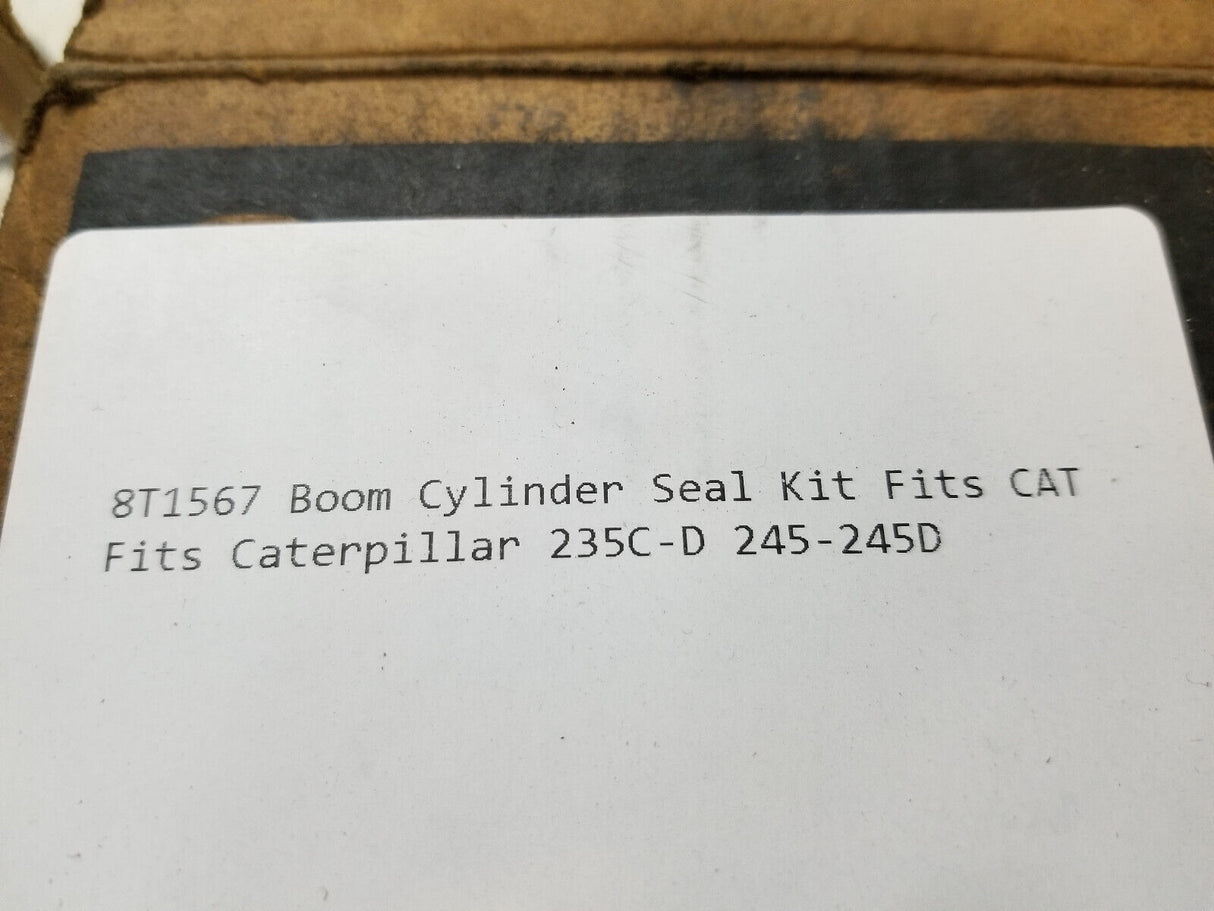 8T1567 Boom Cylinder Seal Kit Fits CAT
Fits Caterpillar 235C-D 245-245D